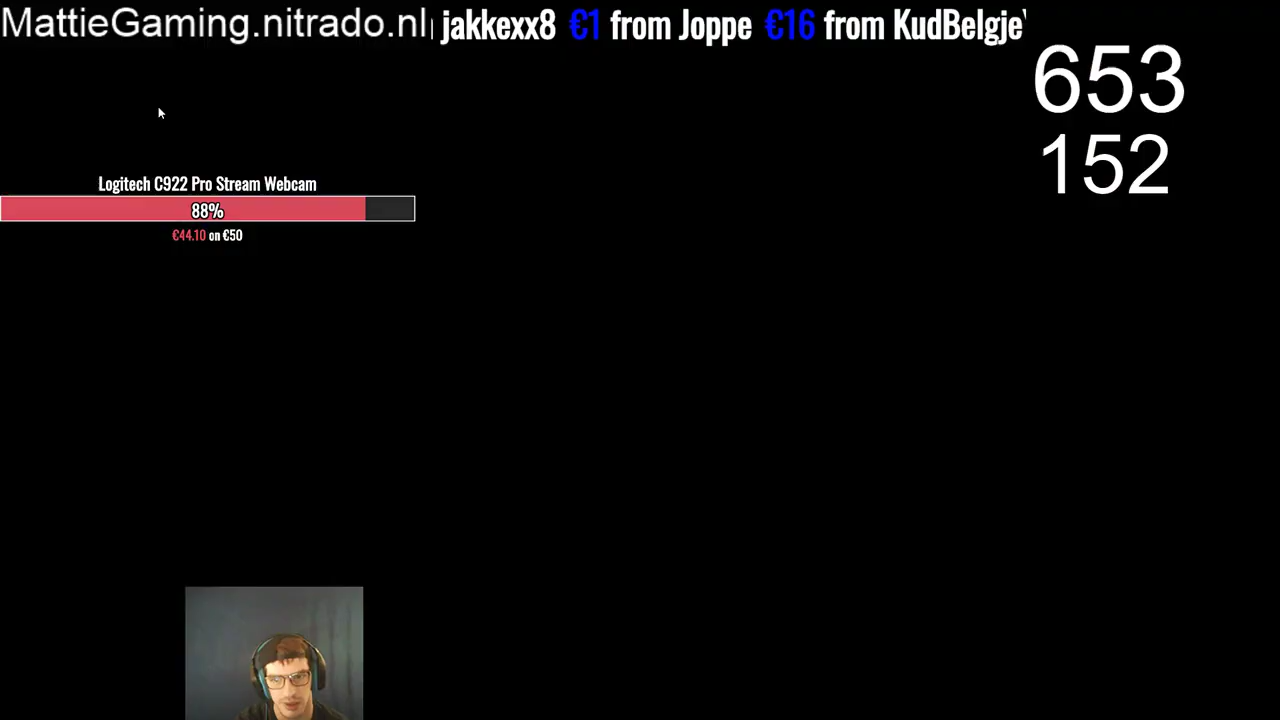 MattieGaming.nitrado.nl
jakkexx8 €1 from Joppe €16 from KudBelgje
653
152
Logitech C922 Pro Stream Webcam
88%
€44.10 on €50